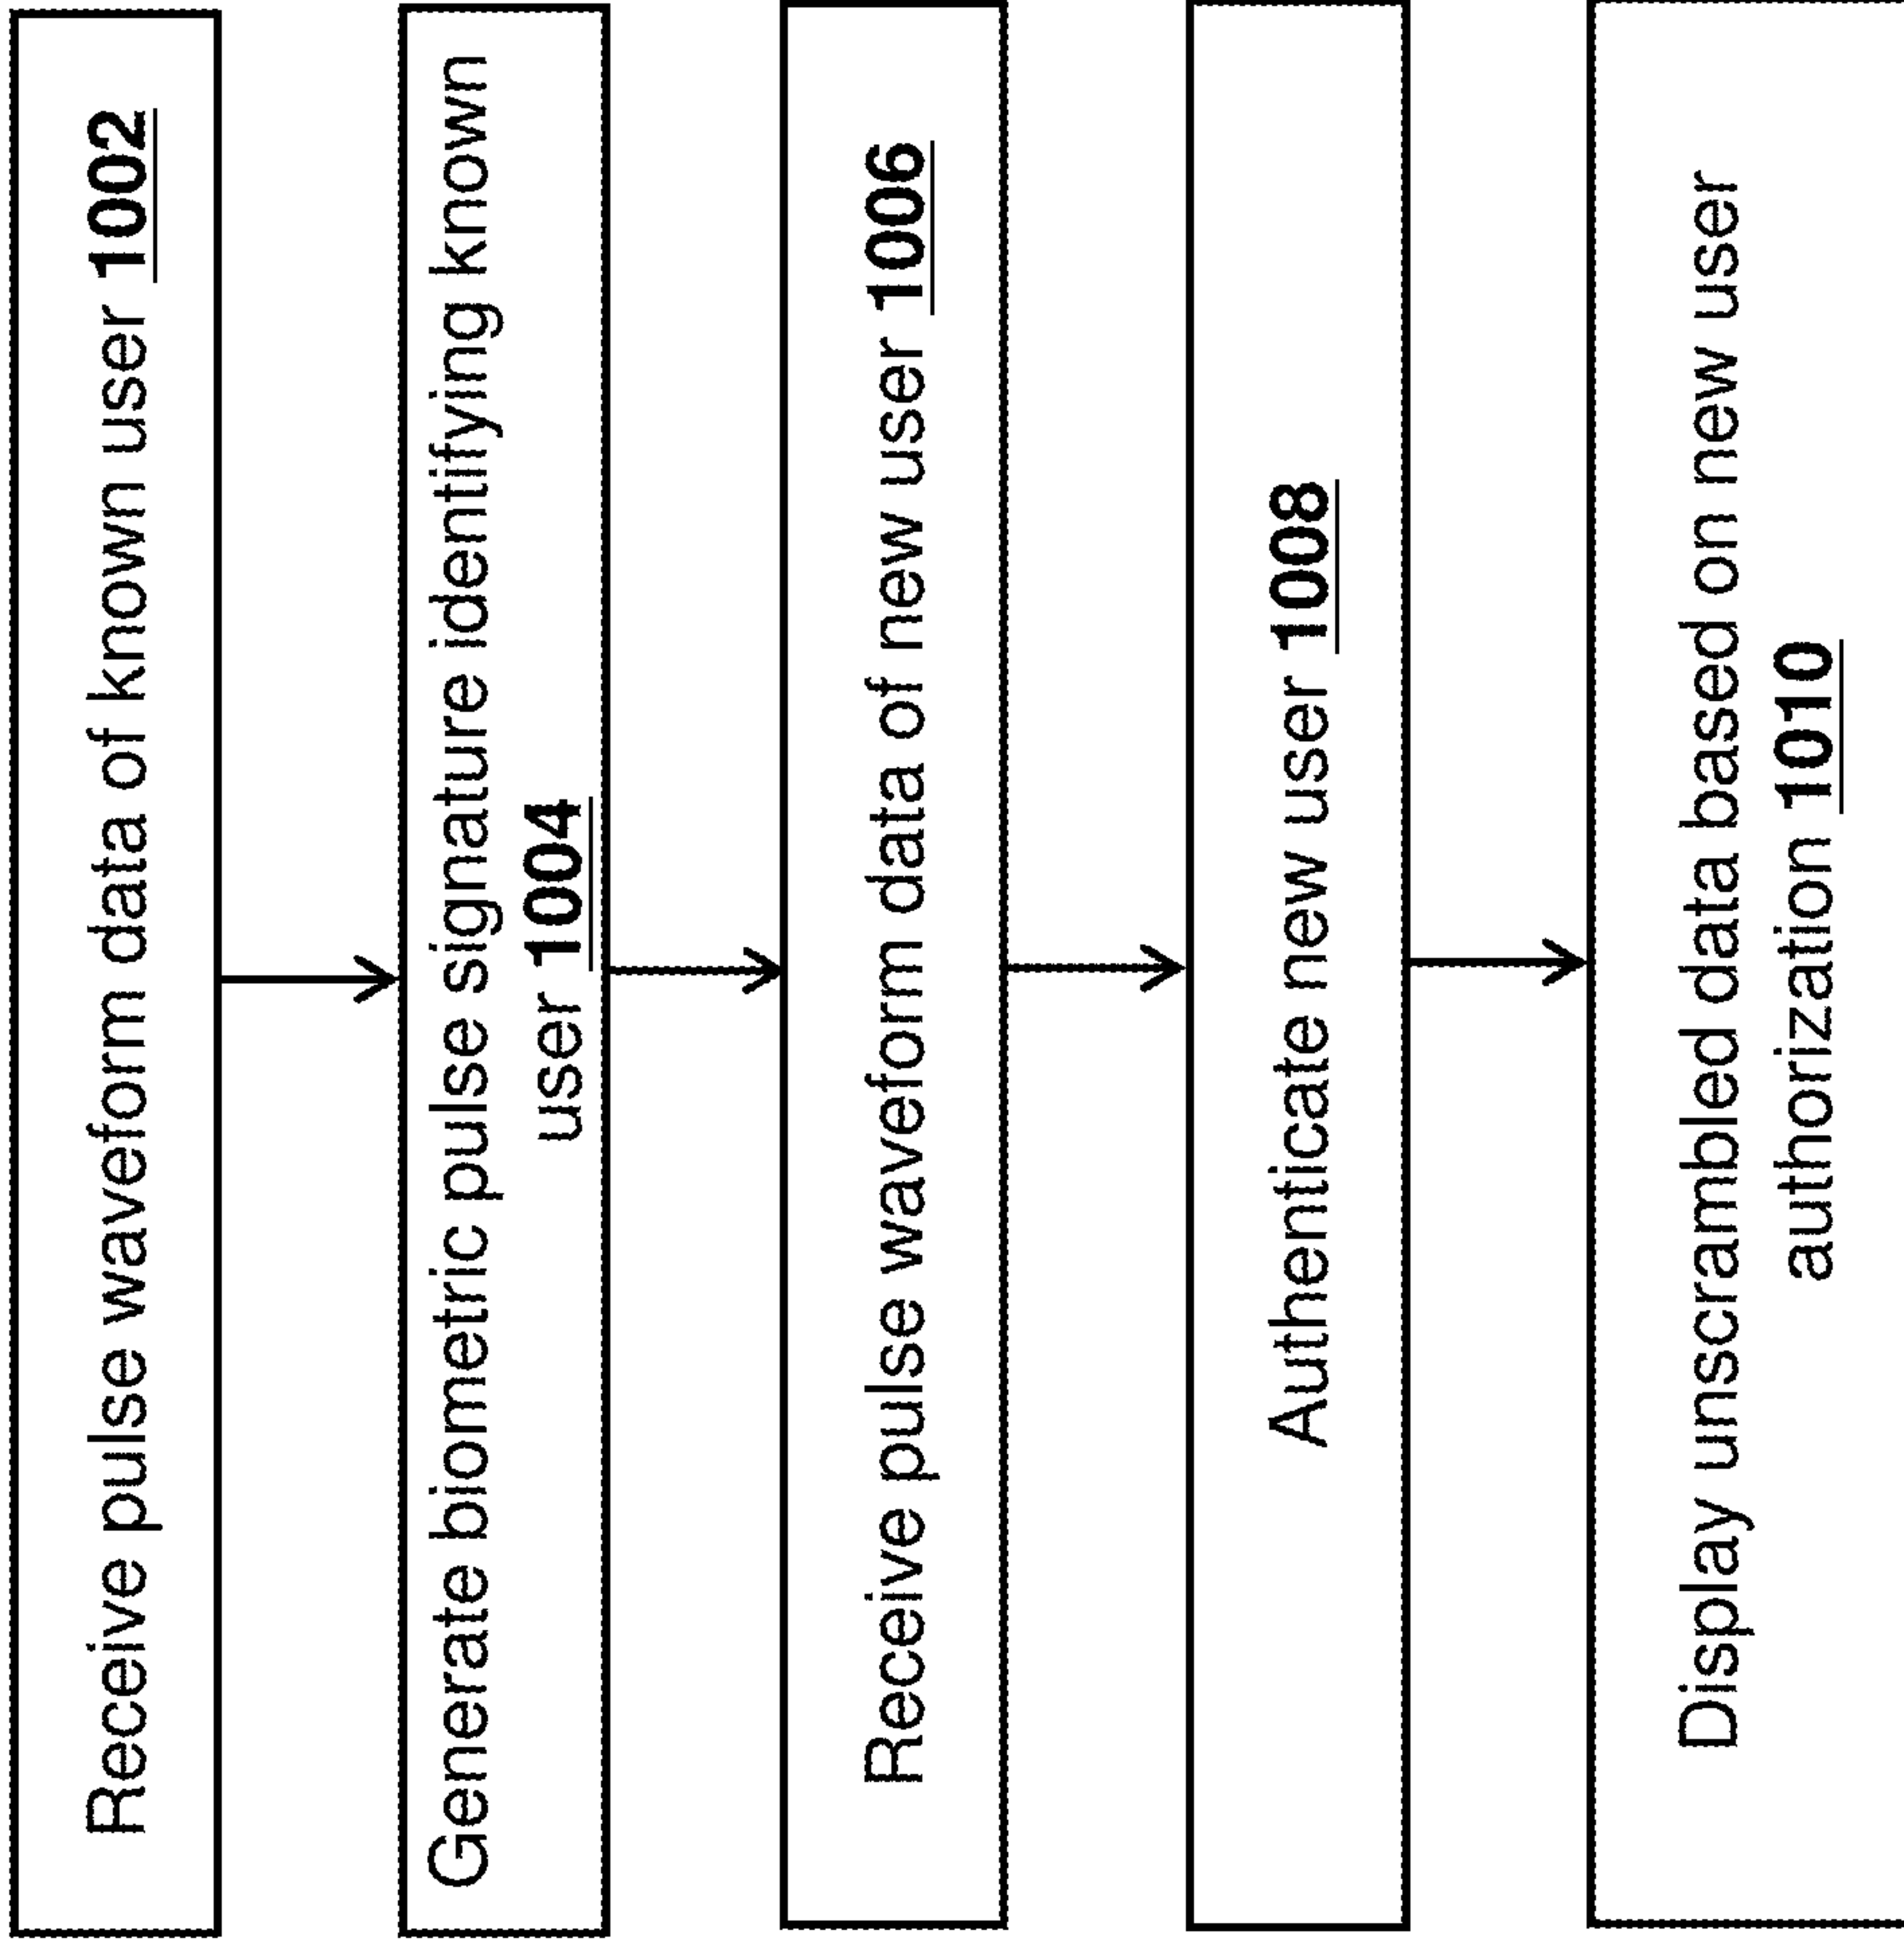 Receive pulse waveform data of known user 1002
Generate biometric pulse signature identifying known
user 1004
Receive pulse waveform data of new user 1006
Authenticate new user 1008
Display unscrambled data based on new user
authorization 1010